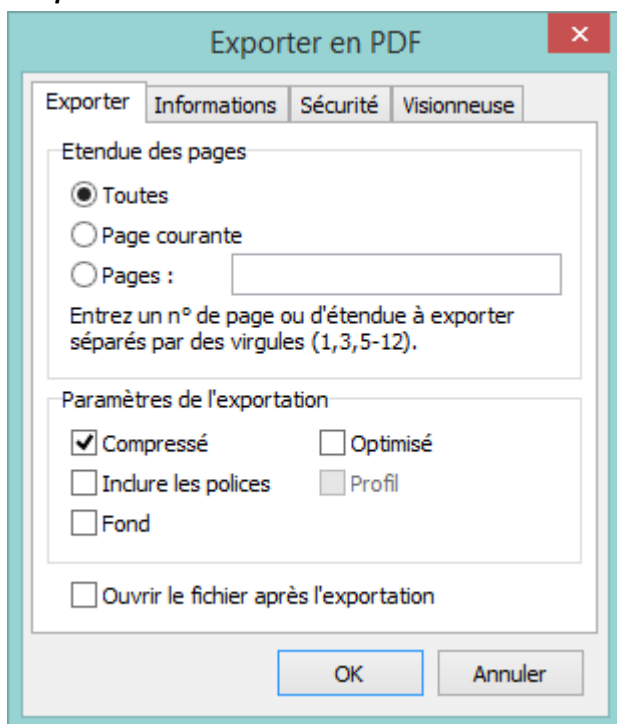 Exporter en PDF
Exporter Informations Sécurité Visionneuse
Etendue des pages
Toutes
Page courante
Pages :
Entrez un n° de page ou d'étendue à exporter
séparés par des virgules (1,3,5-12).
Paramètres de l'exportation
Compressé Optimisé
Inclure les polices Profil
Fond
Ouvrir le fichier après l'exportation
OK Annuler